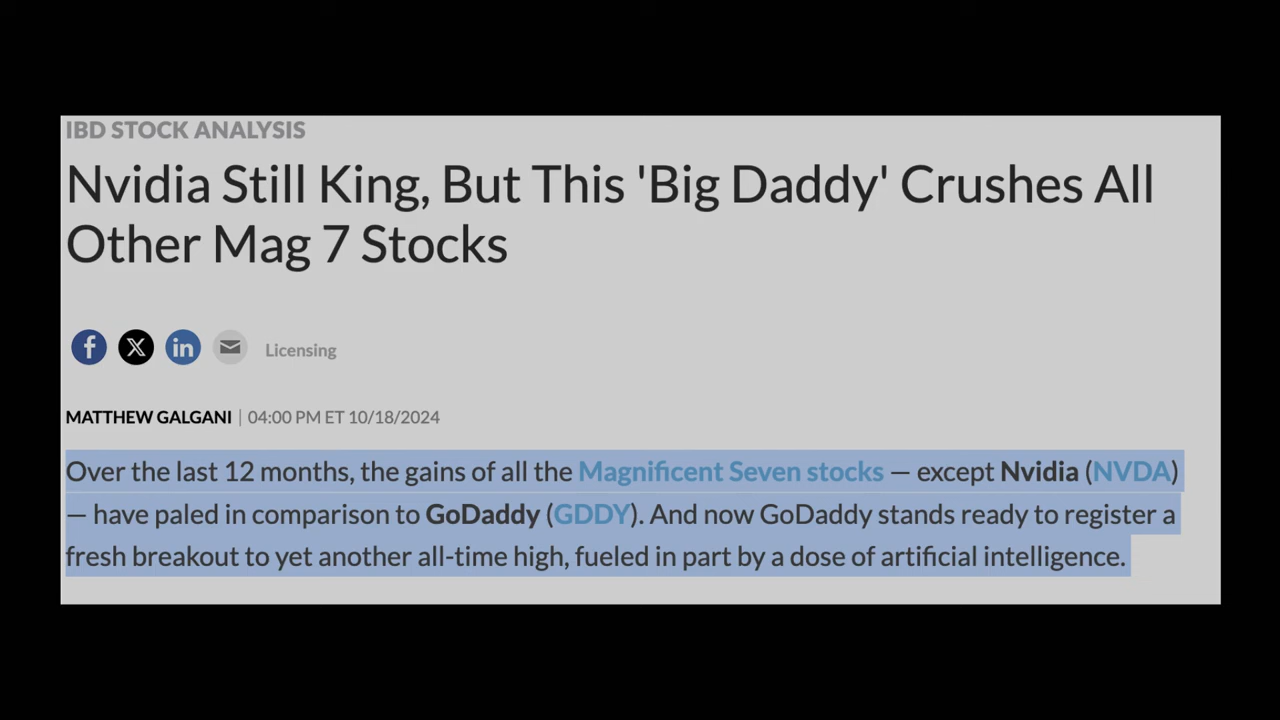 IBD STOCK ANALYSIS
Nvidia Still King, But This 'Big Daddy' Crushes All
Other Mag 7 Stocks
Licensing
MATTHEW GALGANI | 04:00 PM ET 10/18/2024
Over the last 12 months, the gains of all the Magnificent Seven stocks — except Nvidia (NVDA)
— have paled in comparison to GoDaddy (GDDY). And now GoDaddy stands ready to register a
fresh breakout to yet another all-time high, fueled in part by a dose of artificial intelligence.